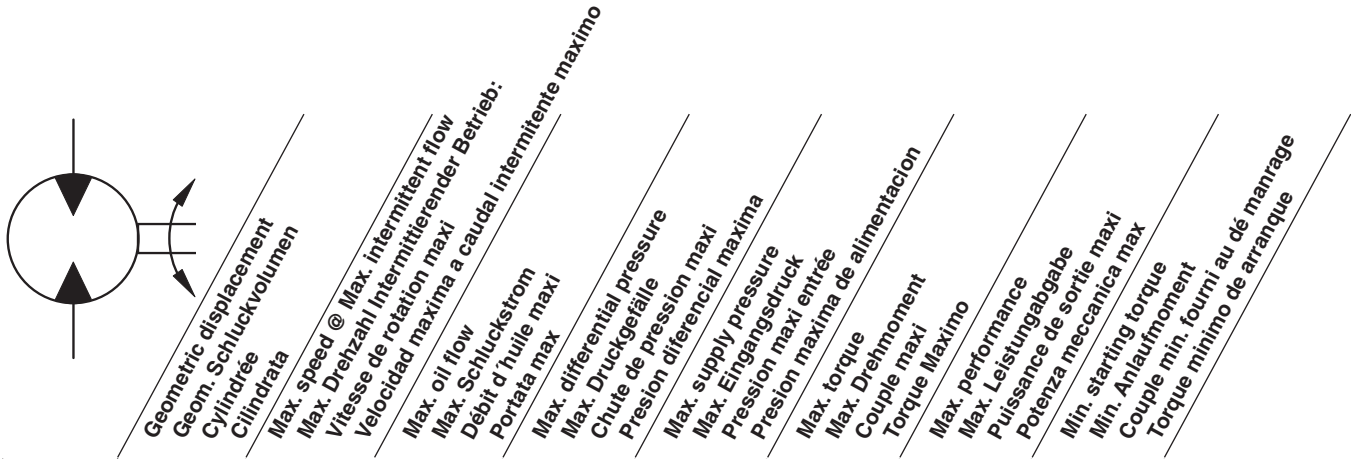 Geometric displacement
Geom. Schluckvolumen
Cylindrée
Cilindrata
Max. speed @ Max. intermittent flow
Max. Drehzahl Intermittierender Betrieb:
Vitesse de rotation maxi
Velocidad maxima a caudal intermitente maximo
Max. oil flow
Max. Schluckstrom
Débit d´huile maxi
Portata max
Max. differential pressure
Max. Druckgefälle
Chute de pression maxi
Presion diferencial maxima
Max. supply pressure
Max. Eingangsdruck
Pression maxi entrée
Presion maxima de alimentacion
Max. torque
Max. Drehmoment
Couple maxi
Torque Maximo
Max. performance
Max. Leistungabgabe
Puissance de sortie maxi
Potenza meccanica max
Min. starting torque
Min. Anlaufmoment
Couple min. fourni au dé manrage
Torque minimo de arranque